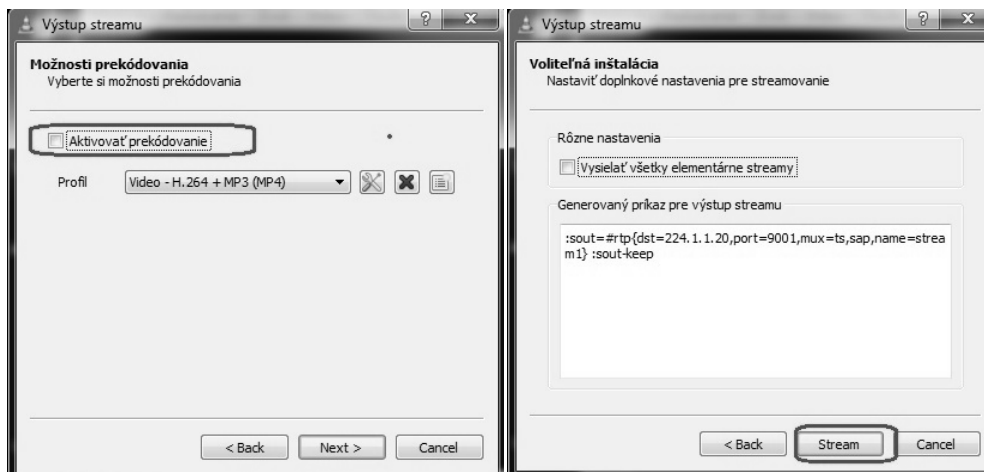 Výstup streamu
Možnosti prekódovania
Vyberte si možnosti prekódovania
Aktivovať prekódovanie
Profil
Video - H.264 + MP3 (MP4)
< Back
Next >
Cancel
Výstup streamu
Voliteľná inštalácia
Nastaviť doplnkové nastavenia pre streamovanie
Rôzne nastavenia
Vysielať všetky elementárne streamy
Generovaný príkaz pre výstup streamu
:sout=#rtp{dst=224.1.1.20,port=9001,mux=ts,sap,name=strea
m1} :sout-keep
< Back
Stream
Cancel